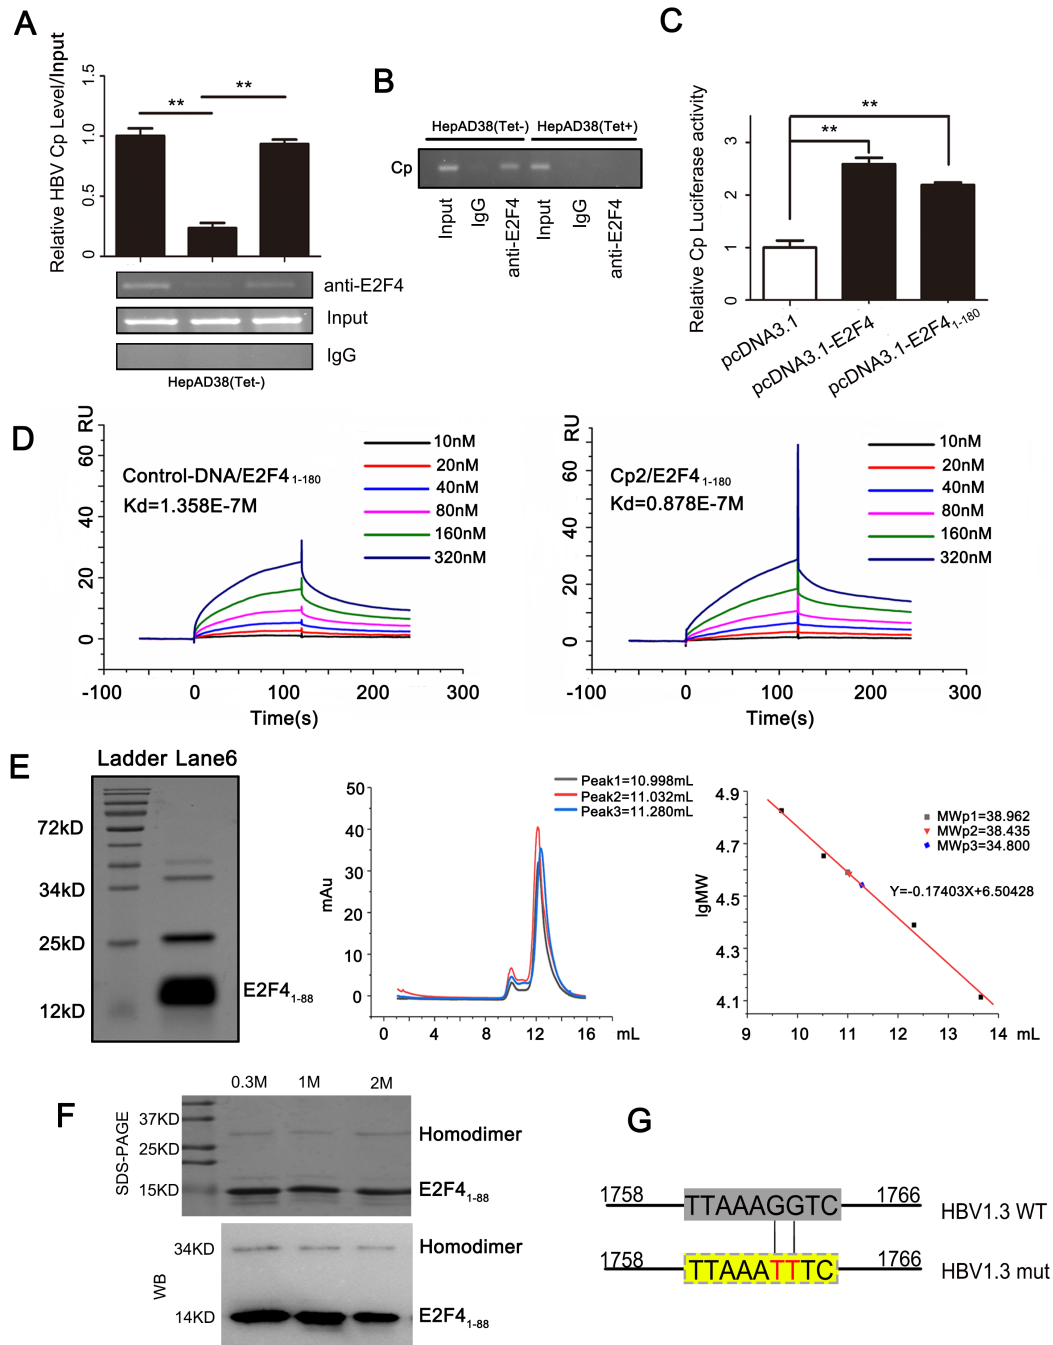 A
Relative HBV Cp Level/Input
1.5
1.0
0.5
0
**
**
anti-E2F4
Input
IgG
HepAD38(Tet-)
B
HepAD38(Tet-) HepAD38(Tet+)
Cp
Input
IgG
anti-E2F4
Input
IgG
anti-E2F4
C
Relative Cp Luciferase activity
3
2
1
0
**
**
pcDNA3.1
pcDNA3.1-E2F4
pcDNA3.1-E2F41-180
D
RU
60
40
20
0
-100 0 100 200 300
Time(s)
Control-DNA/E2F4 1-180
Kd=1.358E-7M
10nM
20nM
40nM
80nM
160nM
320nM
RU
60
40
20
0
-100 0 100 200 300
Time(s)
Cp2/E2F4 1-180
Kd=0.878E-7M
10nM
20nM
40nM
80nM
160nM
320nM
E
Ladder Lane6
72kD
34kD
25kD
12kD
E2F41-88
mAu
50
40
30
20
10
0
0 4 8 12 16 mL
Peak1=10.998mL
Peak2=11.032mL
Peak3=11.280mL
lgMW
4.9
4.7
4.5
4.3
4.1
9 10 11 12 13 14 mL
MWp1=38.962
MWp2=38.435
MWp3=34.800
Y=-0.17403X+6.50428
F
0.3M 1M 2M
SDS-PAGE
37KD
25KD
15KD
Homodimer
E2F41-88
WB
34KD
14KD
Homodimer
E2F41-88
G
1758 TTAAAGGTC 1766 HBV1.3 WT
1758 TTAAATTTC 1766 HBV1.3 mut